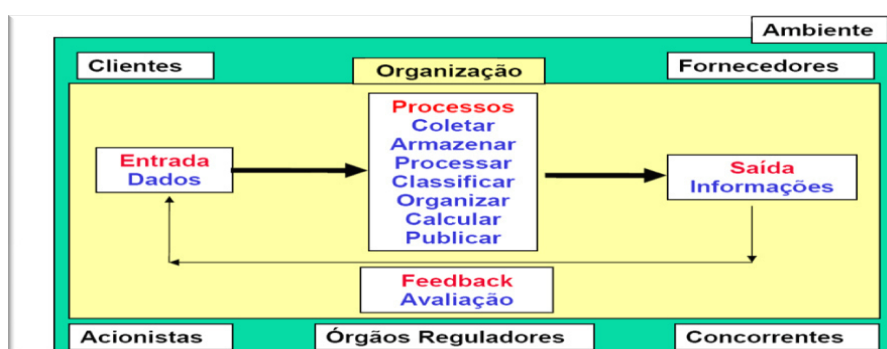 Ambiente
Clientes
Organização
Fornecedores
Processos
Coletar
Armazenar
Processar
Classificar
Organizar
Calcular
Publicar
Entrada
Dados
Saída
Informações
Feedback
Avaliação
Acionistas
Órgãos Reguladores
Concorrentes